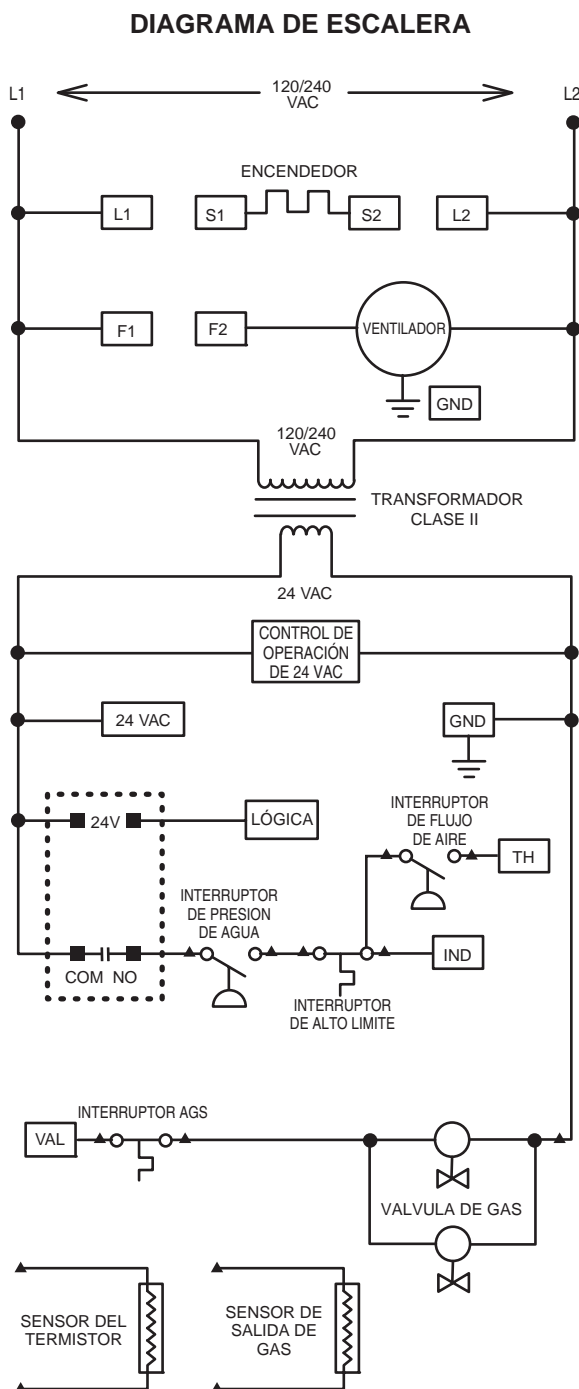 DIAGRAMA DE ESCALERA
L1
120/240
VAC
L2
ENCENDEDOR
L1
S1
S2
L2
F1
F2
VENTILADOR
GND
120/240
VAC
TRANSFORMADOR
CLASE II
24 VAC
CONTROL DE
OPERACIÓN
DE 24 VAC
24 VAC
GND
24V
LÓGICA
INTERRUPTOR
DE FLUJO
DE AIRE
TH
INTERRUPTOR
DE PRESION
DE AGUA
COM NO
IND
INTERRUPTOR
DE ALTO LIMITE
INTERRUPTOR AGS
VAL
VALVULA DE GAS
SENSOR DEL
TERMISTOR
SENSOR DE
SALIDA DE
GAS